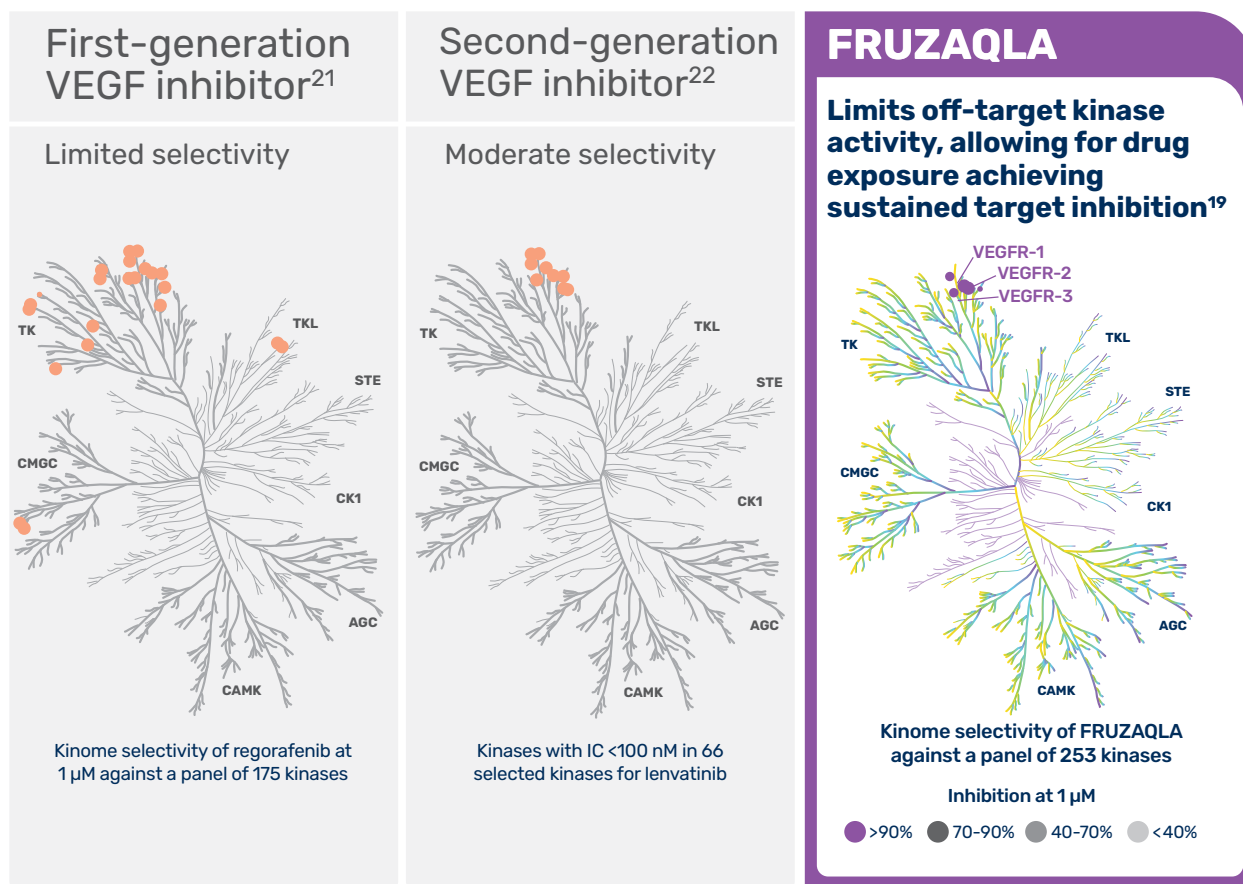 First-generation
VEGF inhibitor21
Limited selectivity
TK
TKL
STE
CMGC
CK1
AGC
CAMK
Kinome selectivity of regorafenib at
1 µM against a panel of 175 kinases
Second-generation
VEGF inhibitor22
Moderate selectivity
TK
TKL
STE
CMGC
CK1
AGC
CAMK
Kinases with IC <100 nM in 66
selected kinases for lenvatinib
FRUZAQLA
Limits off-target kinase
activity, allowing for drug
exposure achieving
sustained target inhibition19
VEGFR-1
VEGFR-2
VEGFR-3
TK
TKL
STE
CMGC
CK1
AGC
CAMK
Kinome selectivity of FRUZAQLA
against a panel of 253 kinases
Inhibition at 1 µM
>90% 70-90% 40-70% <40%